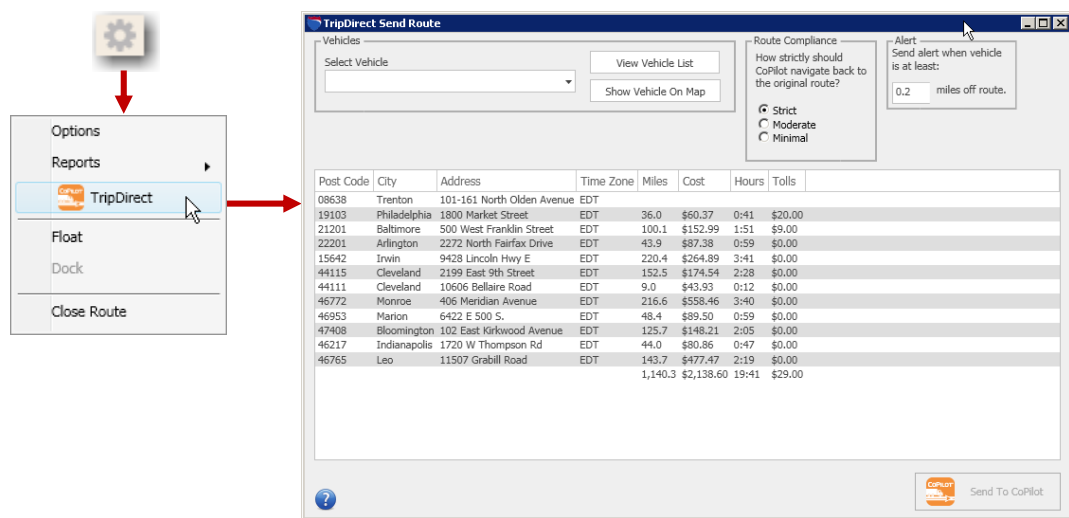 Options
Reports
CoPilot TripDirect
Float
Dock
Close Route
TripDirect Send Route
Vehicles
Select Vehicle
View Vehicle List
Show Vehicle On Map
Route Compliance
How strictly should
CoPilot navigate back to
the original route?
Strict
Moderate
Minimal
Alert
Send alert when vehicle
is at least:
0.2 miles off route.
Post Code City Address Time Zone Miles Cost Hours Tolls
08638 Trenton 101-161 North Olden Avenue EDT
19103 Philadelphia 1800 Market Street EDT 36.0 $60.37 0:41 $20.00
21201 Baltimore 500 West Franklin Street EDT 100.1 $152.99 1:51 $9.00
22201 Arlington 2272 North Fairfax Drive EDT 43.9 $87.38 0:59 $0.00
15642 Irwin 9428 Lincoln Hwy E EDT 220.4 $264.89 3:41 $0.00
44115 Cleveland 2199 East 9th Street EDT 152.5 $174.54 2:28 $0.00
44111 Cleveland 10606 Bellaire Road EDT 9.0 $43.93 0:12 $0.00
46772 Monroe 406 Meridian Avenue EDT 216.6 $558.46 3:40 $0.00
46953 Marion 6422 E 500 S. EDT 48.4 $89.50 0:59 $0.00
47408 Bloomington 102 East Kirkwood Avenue EDT 125.7 $148.21 2:05 $0.00
46217 Indianapolis 1720 W Thompson Rd EDT 44.0 $80.86 0:47 $0.00
46765 Leo 11507 Grabill Road EDT 143.7 $477.47 2:19 $0.00
1,140.3 $2,138.60 19:41 $29.00
CoPilot Send To CoPilot